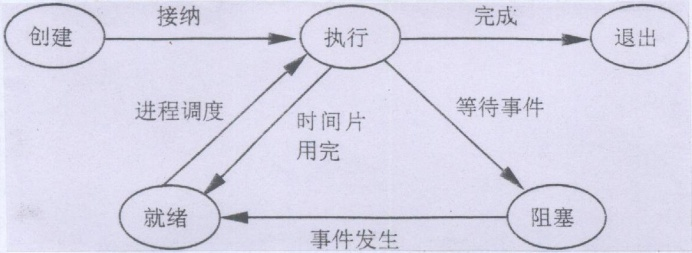 接纳
完成
创建
执行
退出
进程调度
时间片
用完
等待事件
就绪
阻塞
事件发生